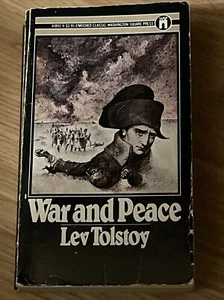 ENRICHED CLASSIC WASHINGTON SQUARE PRESS
War and Peace
Lev Tolstoy